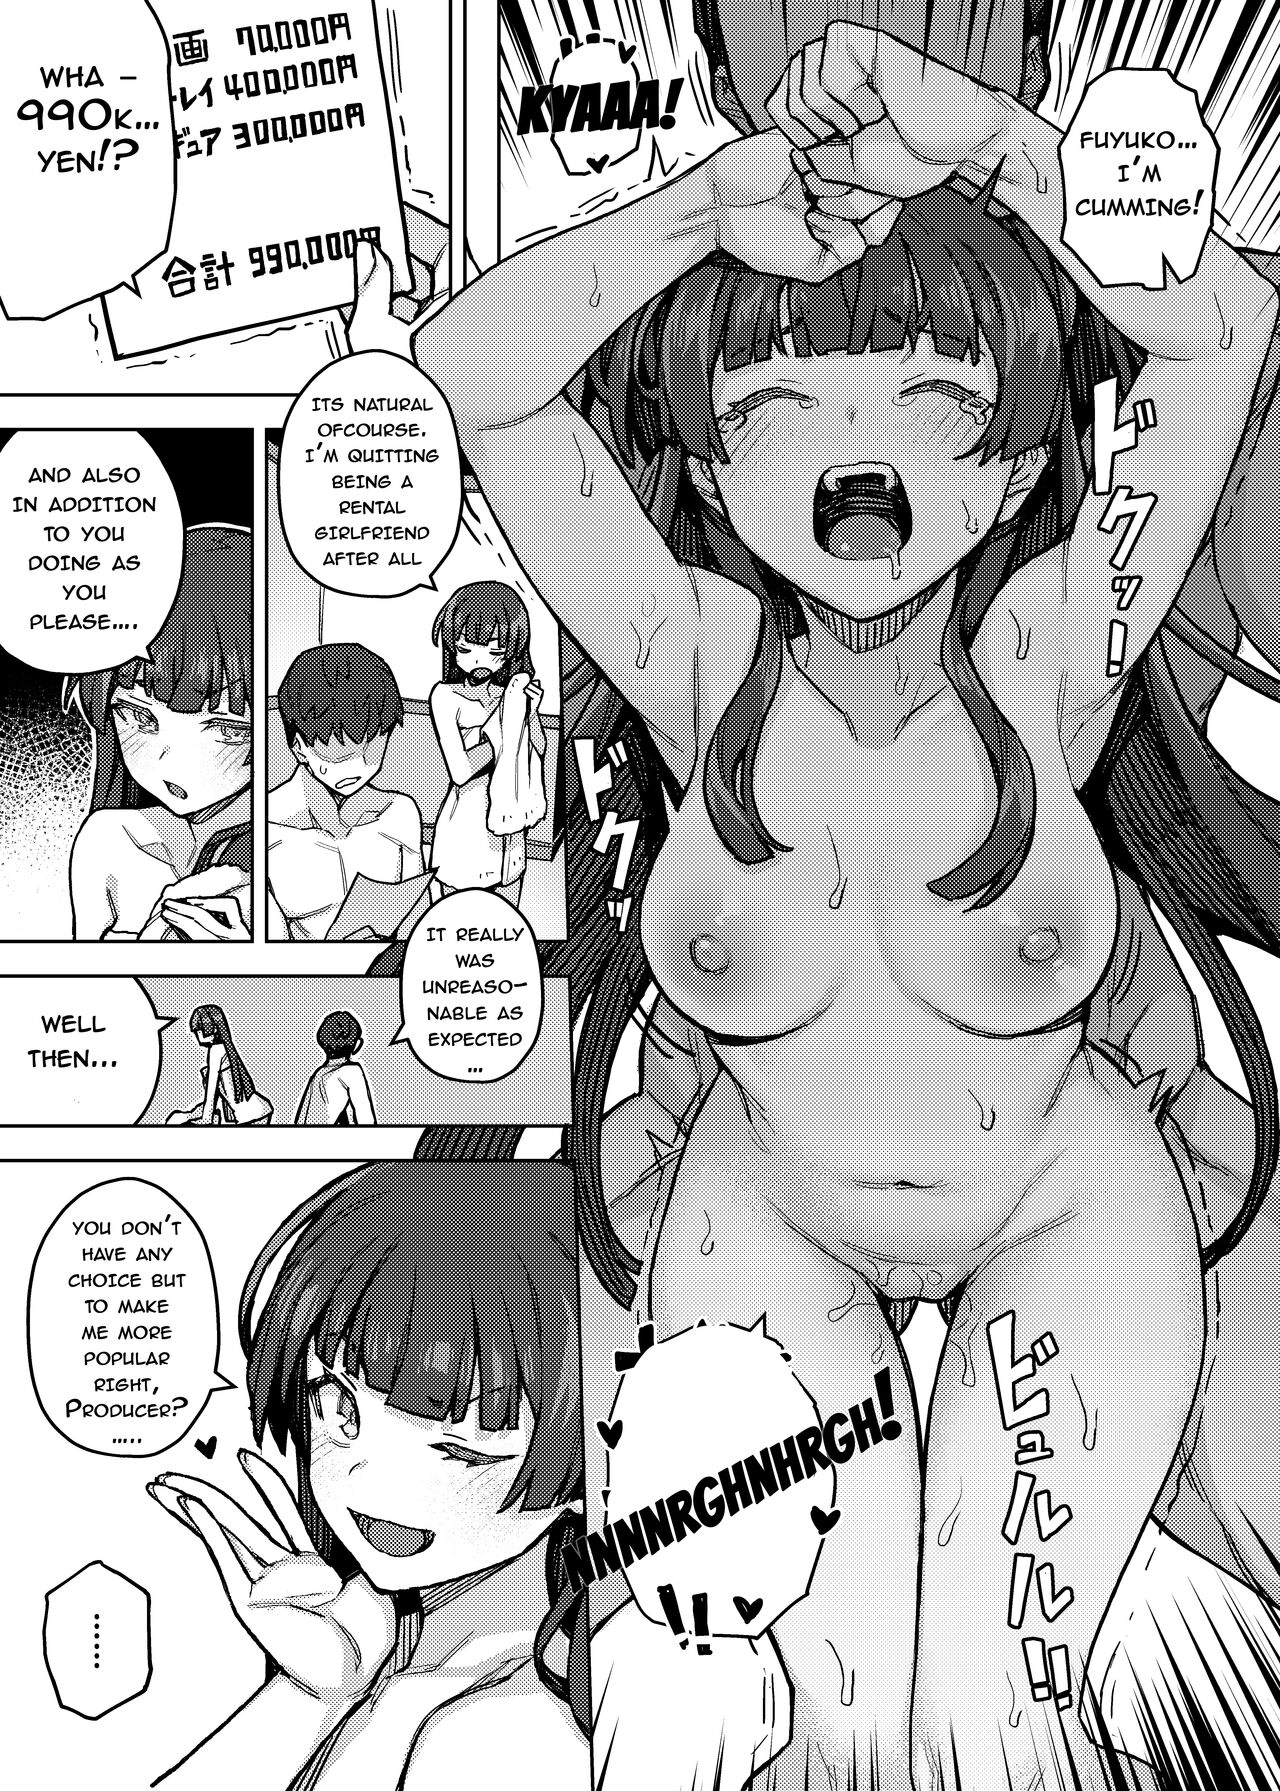 FUYUKO...
I'M
CUMMING!
KYAAA!
ドクッ!
ドクッ
NNNNRGHNHRGH!
!!
ビュルルル!!
WHA -
990K...
YEN!?
画 70,000円
レイ 400,000円
ギュア 300,000円
合計 990,000円
ITS NATURAL
OFCOURSE.
I'M QUITTING
BEING A
RENTAL
GIRLFRIEND
AFTER ALL
IT REALLY
WAS
UNREASO-
NABLE AS
EXPECTED
...
AND ALSO
IN ADDITION
TO YOU
DOING AS
YOU
PLEASE....
WELL
THEN...
YOU DON'T
HAVE ANY
CHOICE BUT
TO MAKE
ME MORE
POPULAR
RIGHT,
PRODUCER?
.....
......